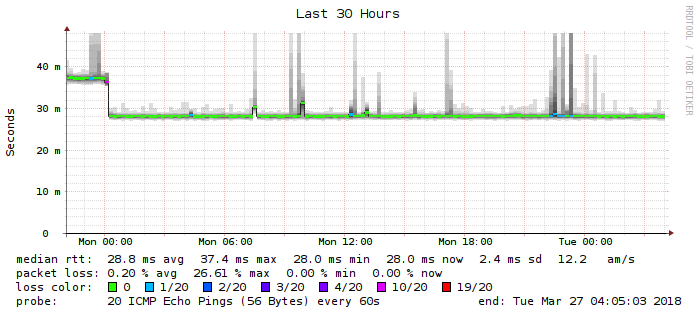 Last 30 Hours
RRDTOOL / TOBI OETIKER
Seconds
40 m
30 m
20 m
10 m
0
Mon 00:00 Mon 06:00 Mon 12:00 Mon 18:00 Tue 00:00
median rtt: 28.8 ms avg 37.4 ms max 28.0 ms min 28.0 ms now 2.4 ms sd 12.2 am/s
packet loss: 0.20 % avg 26.61 % max 0.00 % min 0.00 % now
loss color: 0 1/20 2/20 3/20 4/20 10/20 19/20
probe: 20 ICMP Echo Pings (56 Bytes) every 60s end: Tue Mar 27 04:05:03 2018